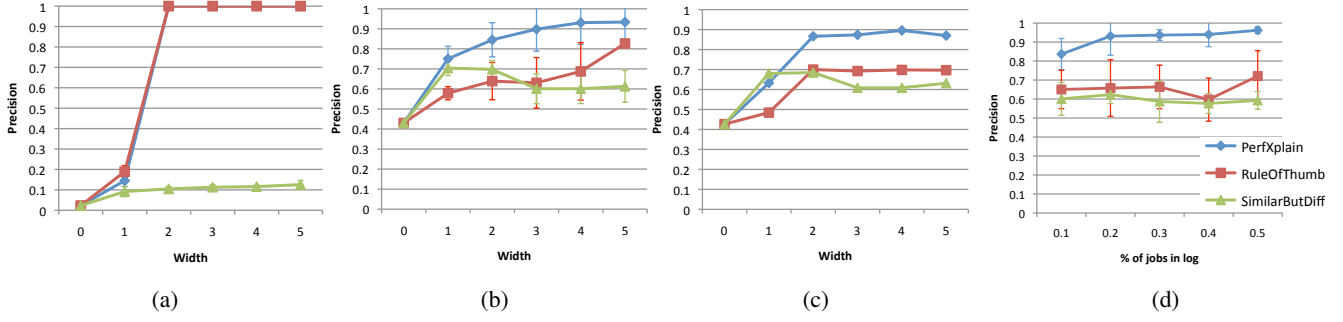 1
0.9
0.8
0.7
0.6
0.5
0.4
0.3
0.2
0.1
0
Precision
0 1 2 3 4 5
Width
(a)
1
0.9
0.8
0.7
0.6
0.5
0.4
0.3
0.2
0.1
0
Precision
0 1 2 3 4 5
Width
(b)
1
0.9
0.8
0.7
0.6
0.5
0.4
0.3
0.2
0.1
0
Precision
0 1 2 3 4 5
Width
(c)
1
0.9
0.8
0.7
0.6
0.5
0.4
0.3
0.2
0.1
0
Precision
0.1 0.2 0.3 0.4 0.5
% of jobs in log
PerfXplain
RuleOfThumb
SimilarButDiff
(d)